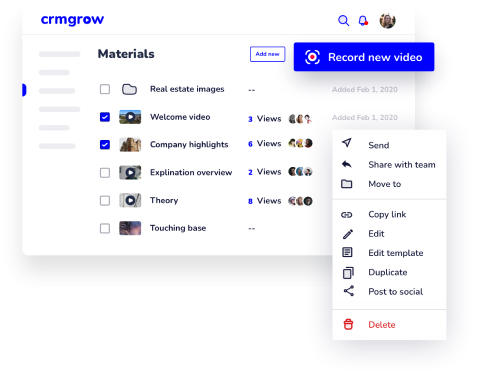 crmgrow
Materials
Add new
Record new video
Real estate images -- Added Feb 1, 2020
Welcome video 3 Views Added Feb 1, 2020
Company highlights 6 Views
Explination overview 2 Views
Theory 8 Views
Touching base --
Send
Share with team
Move to
Copy link
Edit
Edit template
Duplicate
Post to social
Delete